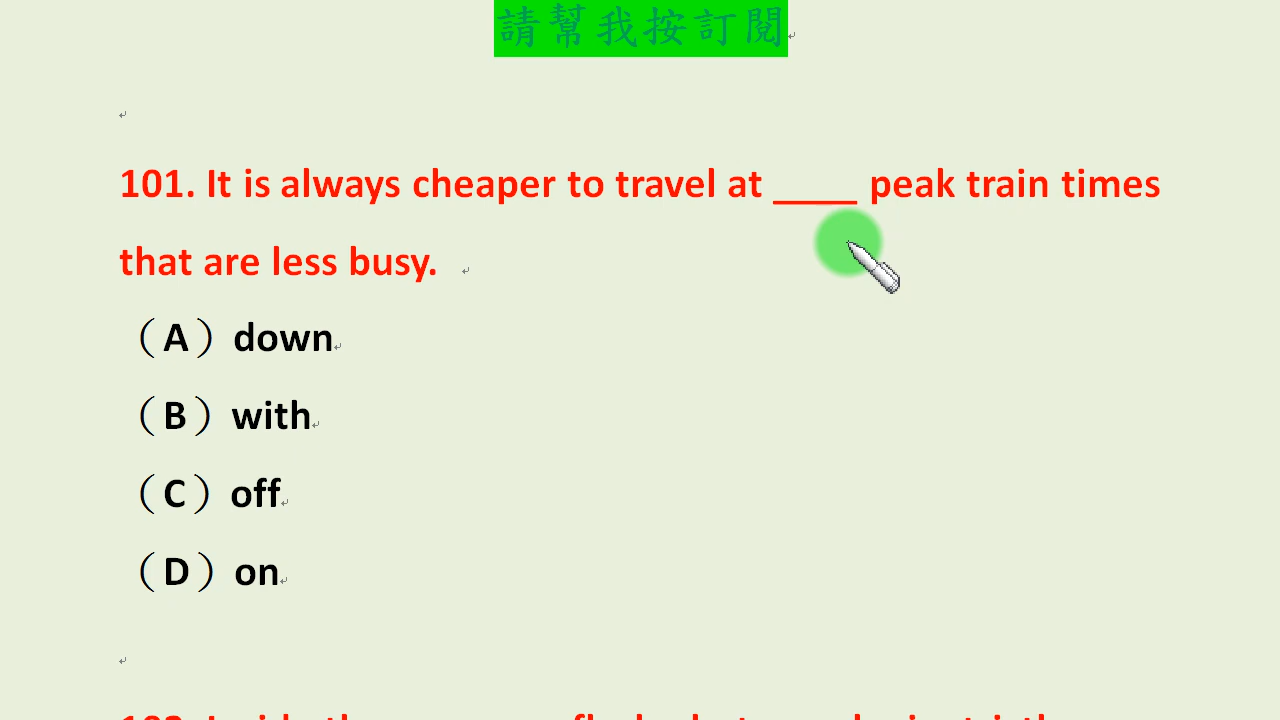 請幫我按訂閱
101. It is always cheaper to travel at ____ peak train times
that are less busy.
（A）down
（B）with
（C）off
（D）on